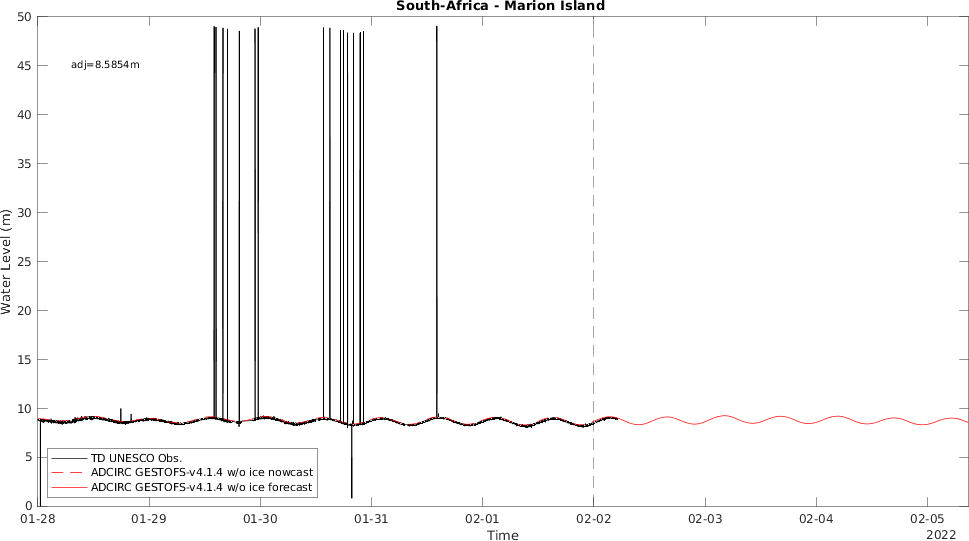 South-Africa - Marion Island
50
45
40
35
30
25
20
15
10
5
0
Water Level (m)
adj=8.5854m
TD UNESCO Obs.
ADCIRC GESTOFS-v4.1.4 w/o ice nowcast
ADCIRC GESTOFS-v4.1.4 w/o ice forecast
01-28 01-29 01-30 01-31 02-01 02-02 02-03 02-04 02-05
Time
2022